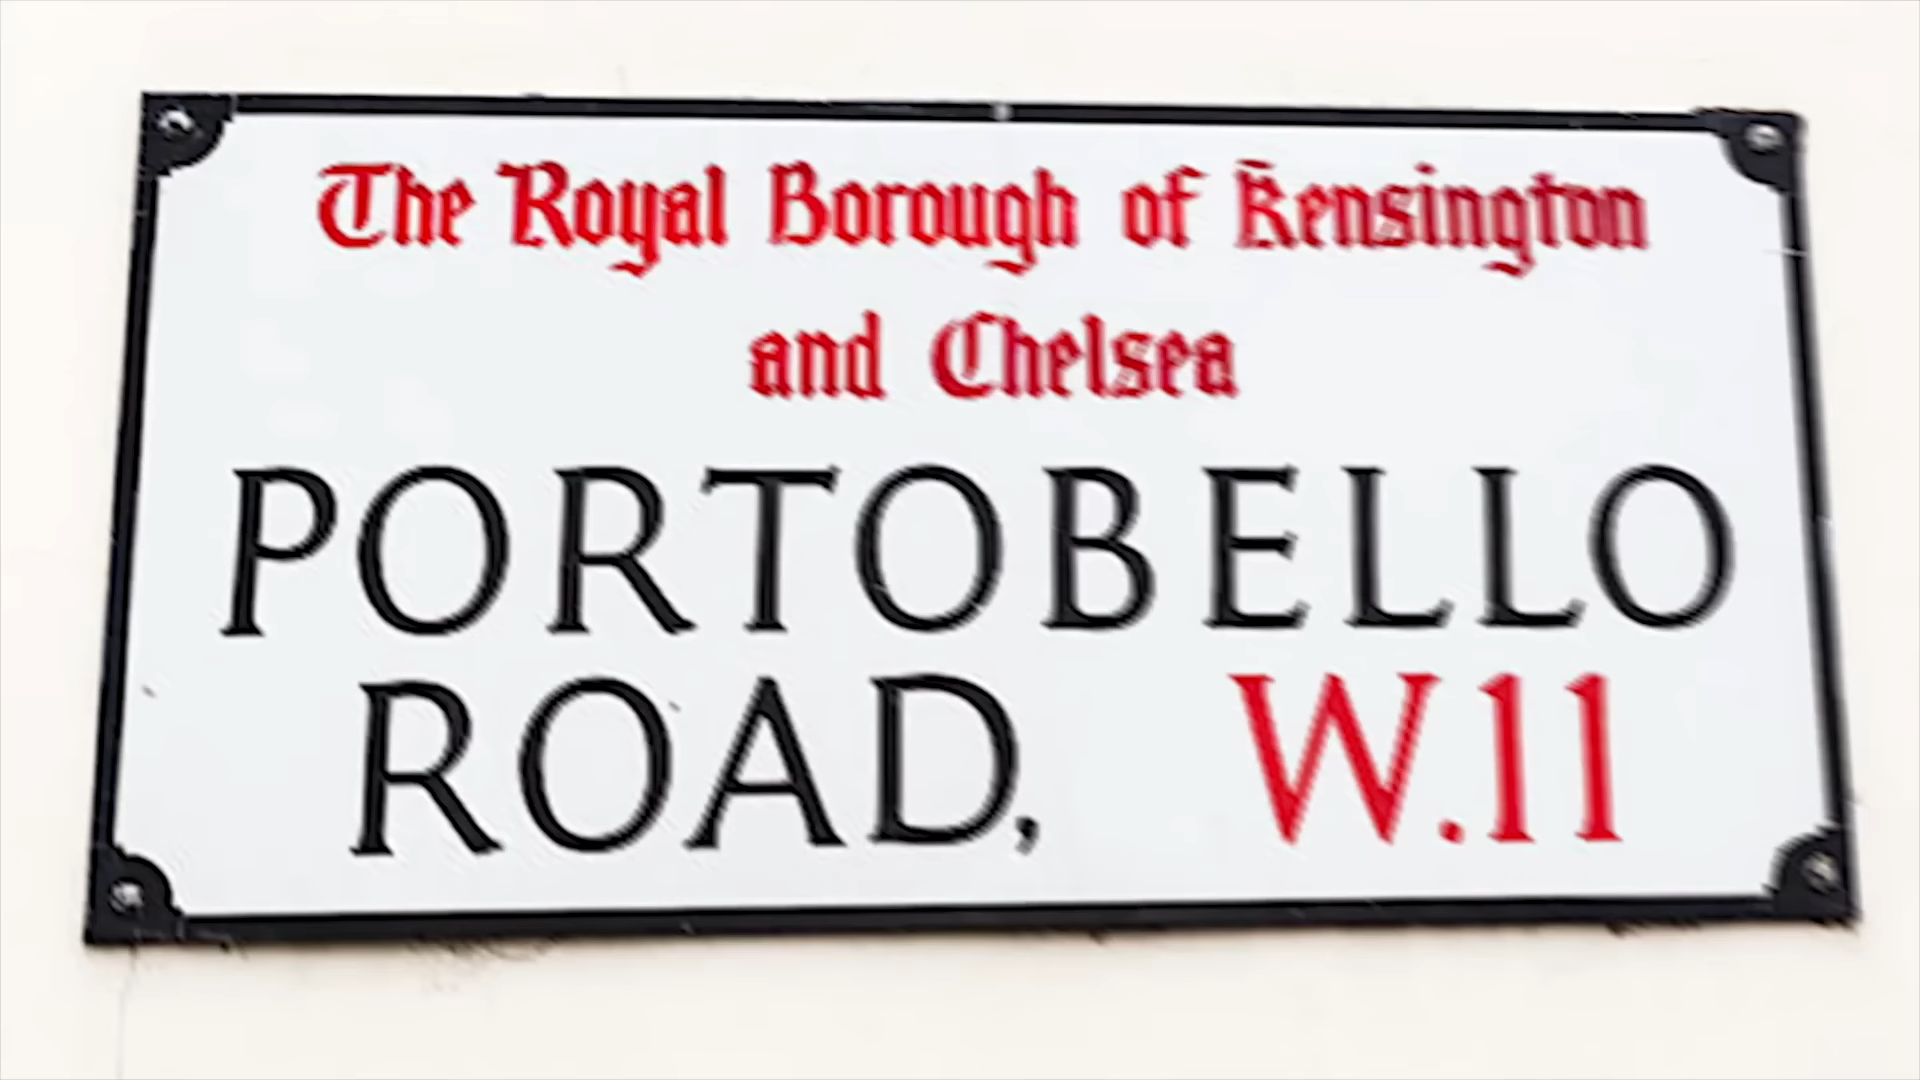 The Royal Borough of Kensington
and Chelsea
PORTOBELLO
ROAD, W.11